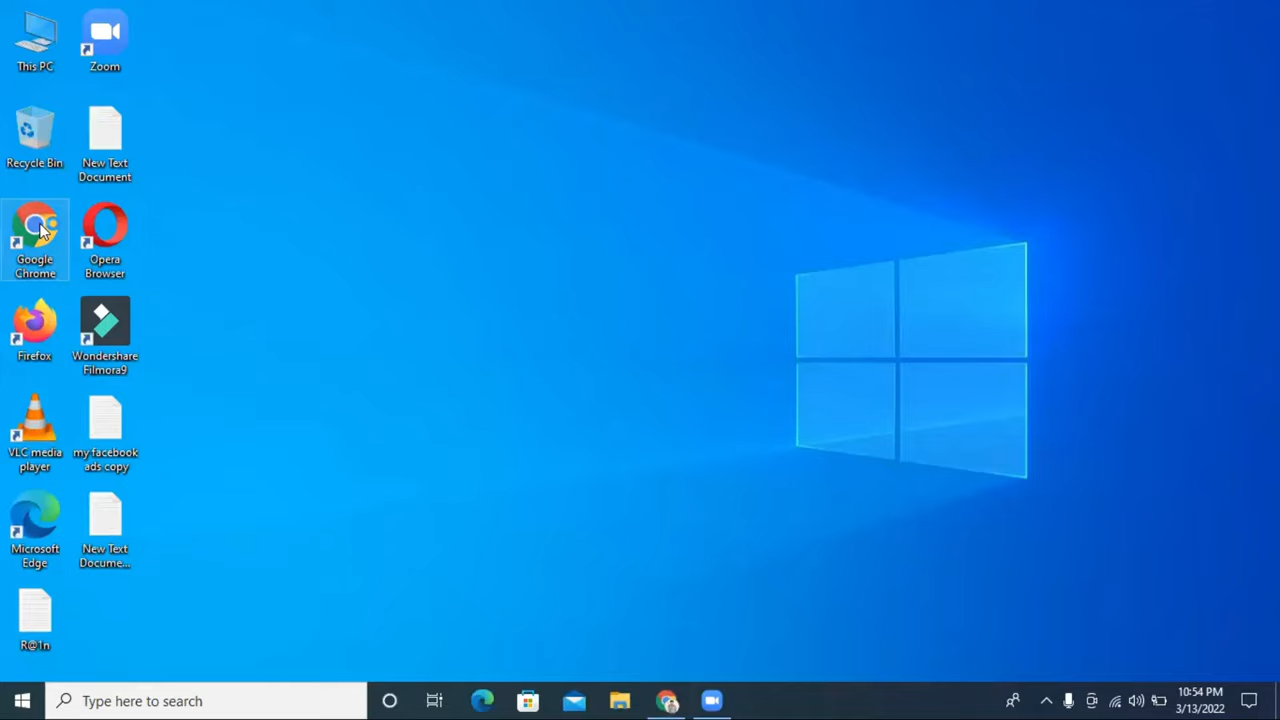 This PC
Zoom
Recycle Bin
New Text
Document
Google
Chrome
Opera
Browser
Firefox
Wondershare
Filmora9
VLC media
player
my facebook
ads copy
Microsoft
Edge
New Text
Docume...
R@1n
Type here to search
10:54 PM
3/13/2022